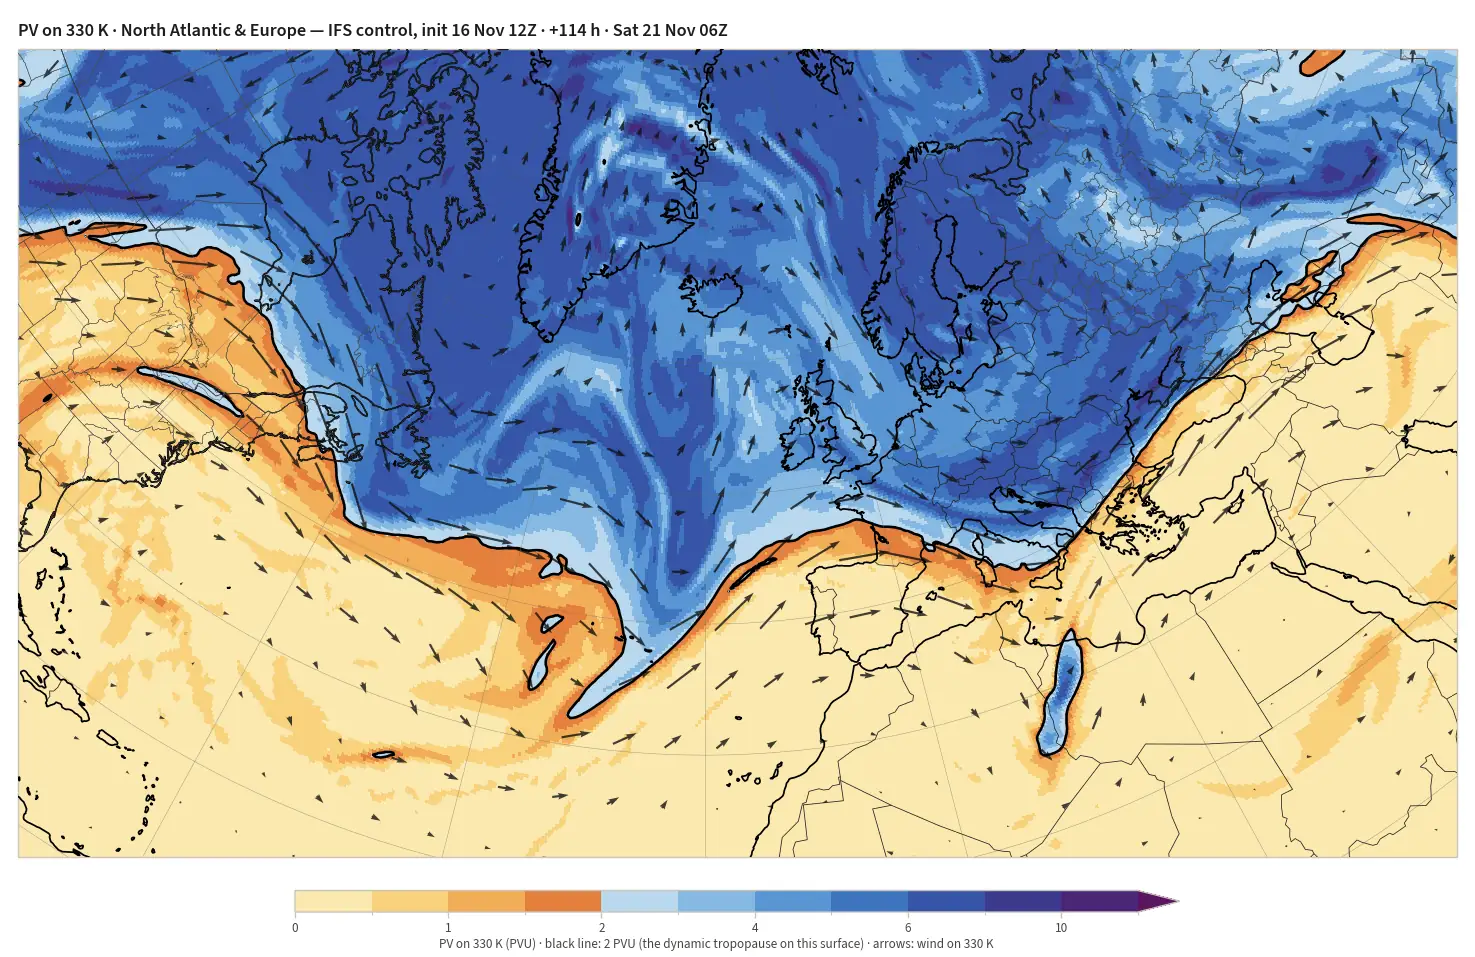 PV on 330 K · North Atlantic & Europe — IFS control, init 16 Nov 12Z · +114 h · Sat 21 Nov 06Z
0 1 2 4 6 10
PV on 330 K (PVU) · black line: 2 PVU (the dynamic tropopause on this surface) · arrows: wind on 330 K